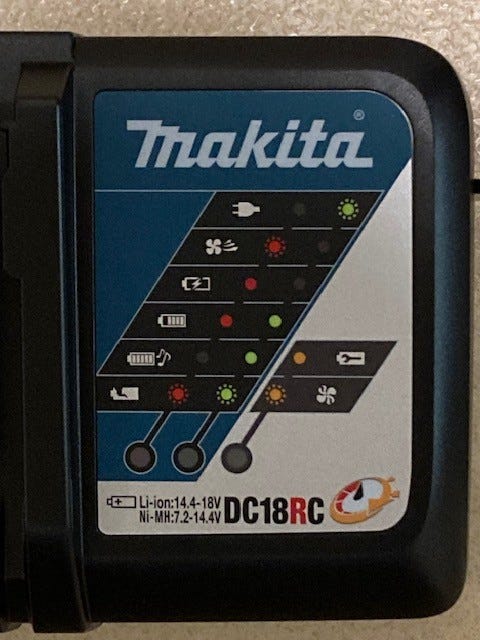 makita®
Li-ion:14.4-18V
Ni-MH:7.2-14.4V
DC18RC